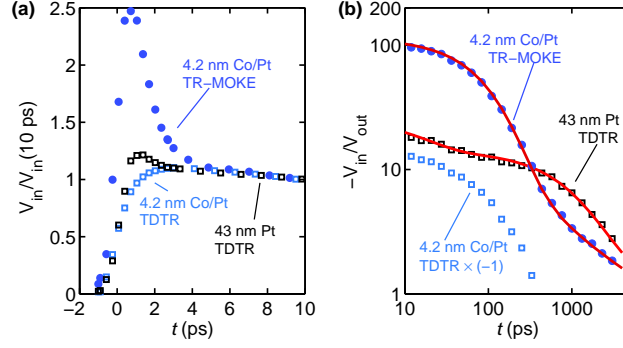 (a)
V_in/V_in(10 ps)
2.5
2
1.5
1
0.5
0
−2 0 2 4 6 8 10
t (ps)
4.2 nm Co/Pt
TR−MOKE
4.2 nm Co/Pt
TDTR
43 nm Pt
TDTR
(b)
−V_in/V_out
200
100
10
1
10 100 1000
t (ps)
4.2 nm Co/Pt
TR−MOKE
43 nm Pt
TDTR
4.2 nm Co/Pt
TDTR × (−1)